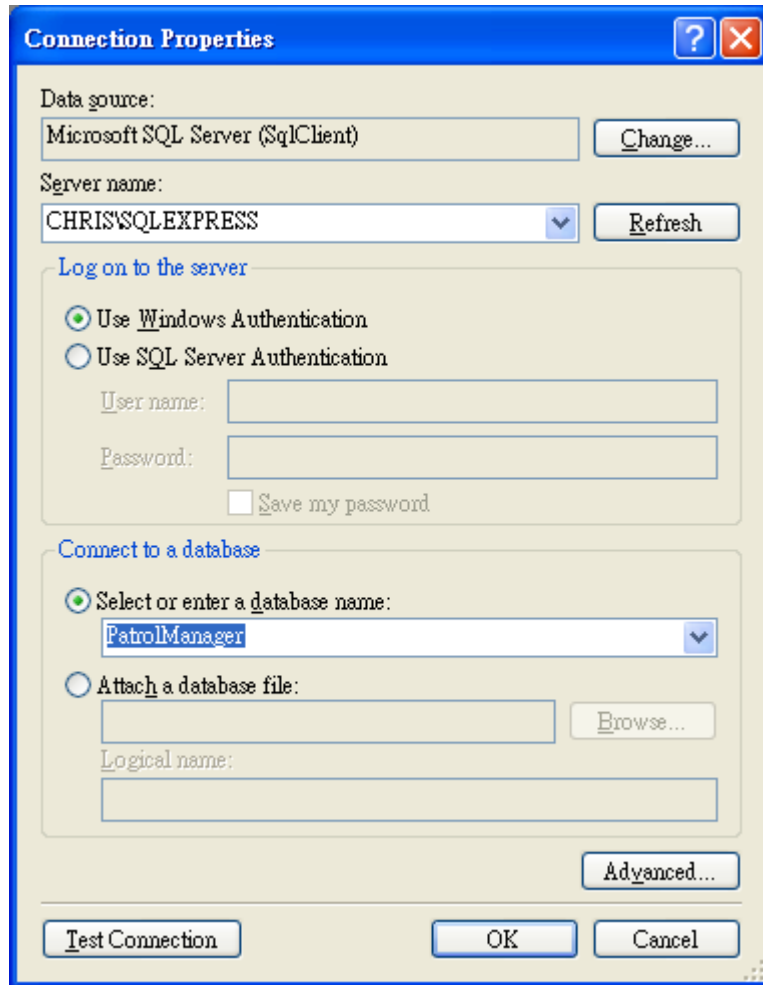 Connection Properties
Data source:
Microsoft SQL Server (SqlClient)
Change...
Server name:
CHRIS\SQLEXPRESS
Refresh
Log on to the server
Use Windows Authentication
Use SQL Server Authentication
User name:
Password:
Save my password
Connect to a database
Select or enter a database name:
PatrolManager
Attach a database file:
Browse...
Logical name:
Advanced...
Test Connection
OK
Cancel